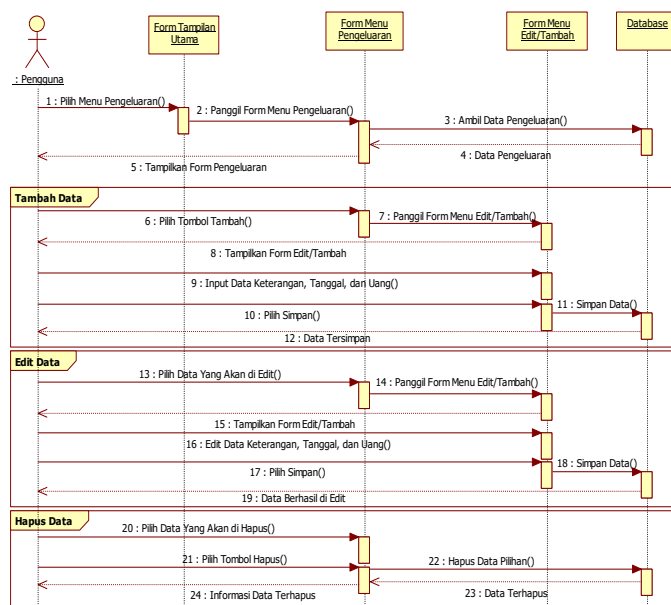 Form Tampilan
Utama
Form Menu
Pengeluaran
Form Menu
Edit/Tambah
Database
: Pengguna
1 : Pilih Menu Pengeluaran()
2 : Panggil Form Menu Pengeluaran()
3 : Ambil Data Pengeluaran()
4 : Data Pengeluaran
5 : Tampilkan Form Pengeluaran
Tambah Data
6 : Pilih Tombol Tambah()
7 : Panggil Form Menu Edit/Tambah()
8 : Tampilkan Form Edit/Tambah
9 : Input Data Keterangan, Tanggal, dan Uang()
10 : Pilih Simpan()
11 : Simpan Data()
12 : Data Tersimpan
Edit Data
13 : Pilih Data Yang Akan di Edit()
14 : Panggil Form Menu Edit/Tambah()
15 : Tampilkan Form Edit/Tambah
16 : Edit Data Keterangan, Tanggal, dan Uang()
17 : Pilih Simpan()
18 : Simpan Data()
19 : Data Berhasil di Edit
Hapus Data
20 : Pilih Data Yang Akan di Hapus()
21 : Pilih Tombol Hapus()
22 : Hapus Data Pilihan()
23 : Data Terhapus
24 : Informasi Data Terhapus